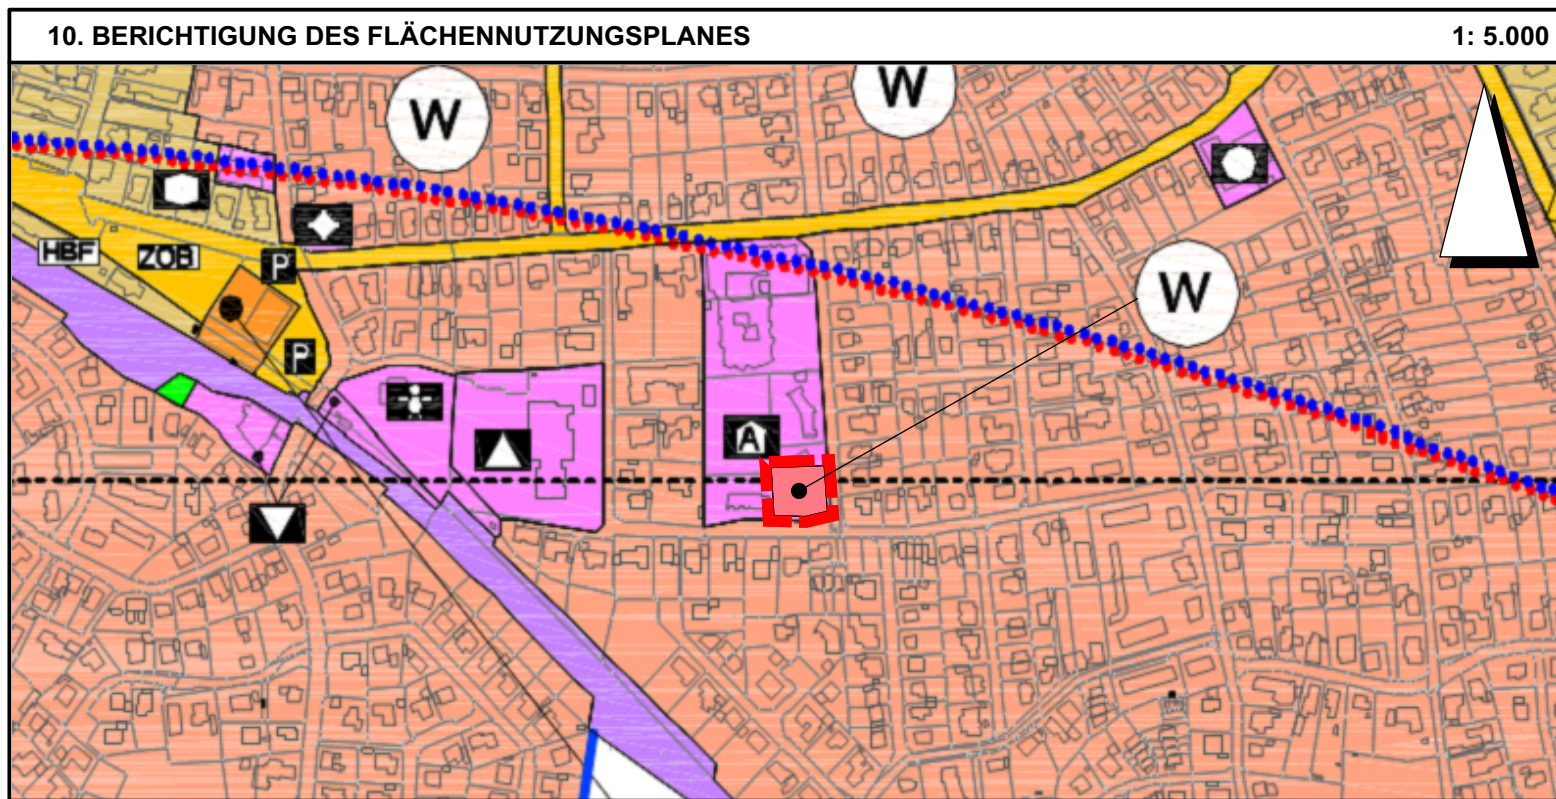 10. BERICHTIGUNG DES FLÄCHENNUTZUNGSPLANES 1: 5.000
W
W
HBF
ZOB
P
W
P
A